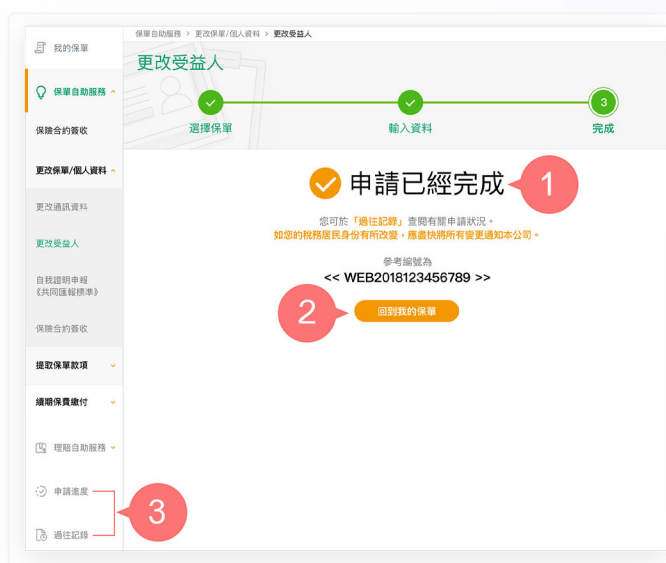 保單自助服務 > 更改保單/個人資料 > 更改受益人
我的保單
更改受益人
保單自助服務
3
選擇保單
輸入資料
完成
保險合約簽收
更改保單/個人資料
申請已經完成
1
更改通訊資料
您可於「過往記錄」查閱有關申請狀況。
如您的稅務居民身份有所改變，應盡快將所有變更通知本公司。
更改受益人
參考編號為
<< WEB2018123456789 >>
自我證明申報
《共同匯報標準》
2
回到我的保單
保險合約簽收
提取保單款項
續期保費繳付
理賠自助服務
申請進度
3
過往記錄